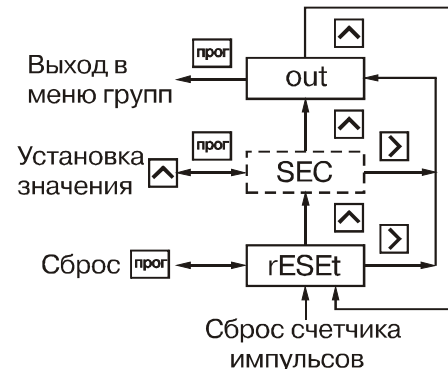 прог
Выход в
меню групп
out
Установка
значения
прог
SEC
Сброс
прог
rESEt
Сброс счетчика
импульсов